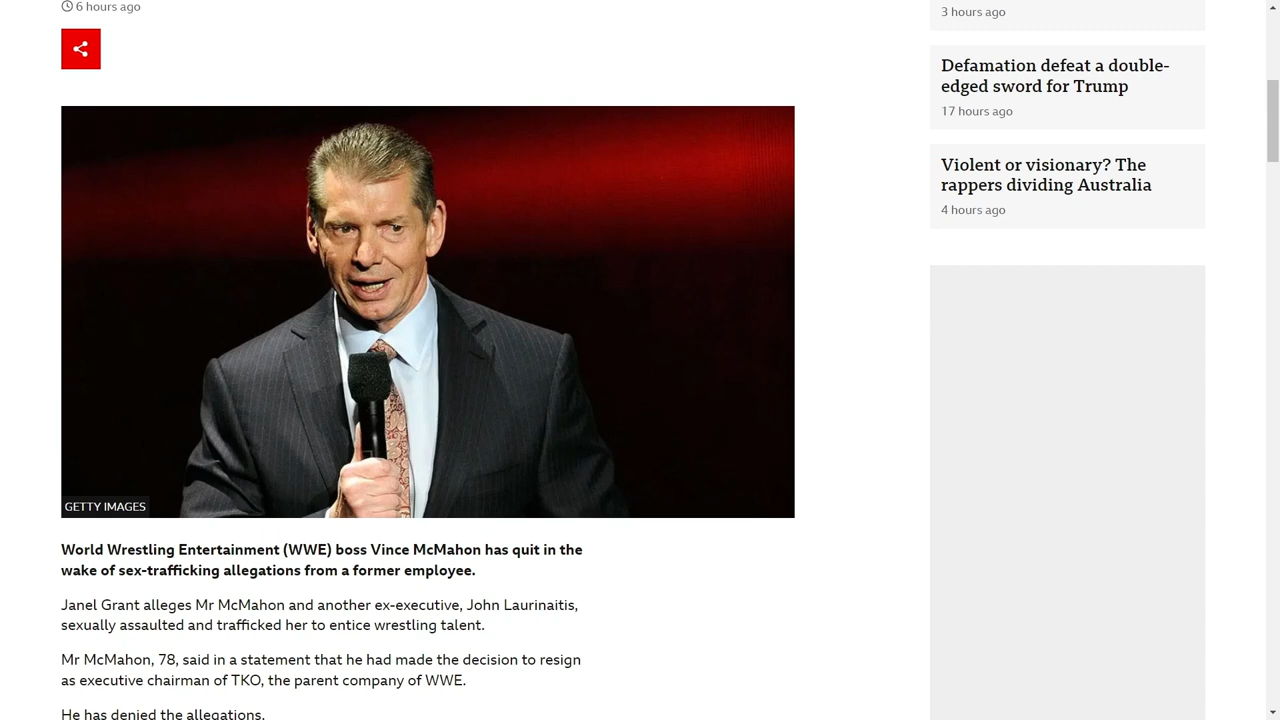 6 hours ago
GETTY IMAGES
World Wrestling Entertainment (WWE) boss Vince McMahon has quit in the
wake of sex-trafficking allegations from a former employee.
Janel Grant alleges Mr McMahon and another ex-executive, John Laurinaitis,
sexually assaulted and trafficked her to entice wrestling talent.
Mr McMahon, 78, said in a statement that he had made the decision to resign
as executive chairman of TKO, the parent company of WWE.
He has denied the allegations.
3 hours ago
Defamation defeat a double-
edged sword for Trump
17 hours ago
Violent or visionary? The
rappers dividing Australia
4 hours ago